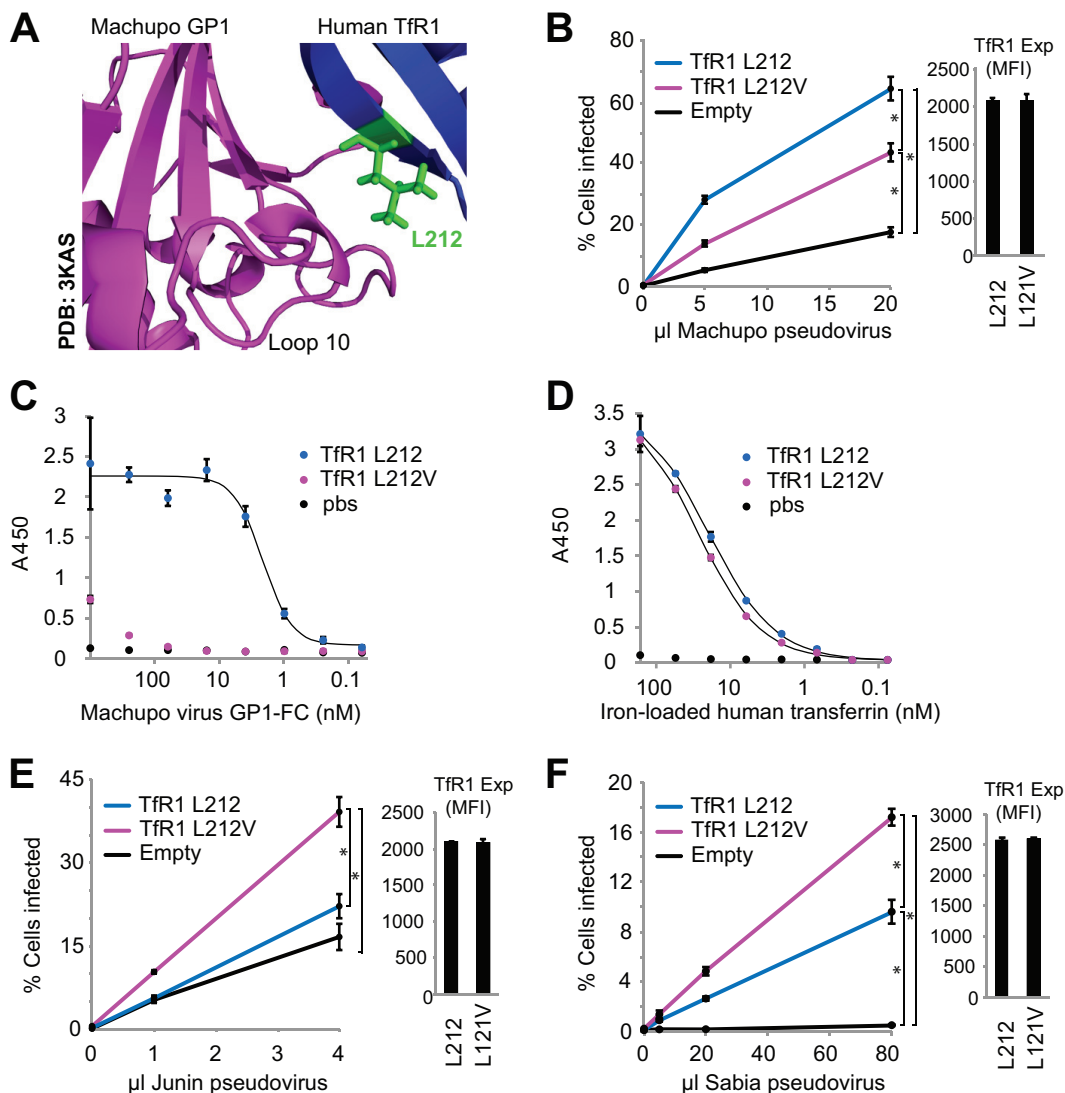 A
Machupo GP1
Human TfR1
L212
Loop 10
PDB: 3KAS
B
TfR1 L212
TfR1 L212V
Empty
% Cells infected
80
60
40
20
0
0
5
10
15
20
µl Machupo pseudovirus
*
*
*
TfR1 Exp
(MFI)
2500
2000
1500
1000
500
0
L212
L121V
C
TfR1 L212
TfR1 L212V
pbs
A450
3
2.5
2
1.5
1
0.5
0
100
10
1
0.1
Machupo virus GP1-FC (nM)
D
TfR1 L212
TfR1 L212V
pbs
A450
3.5
3
2.5
2
1.5
1
0.5
0
100
10
1
0.1
Iron-loaded human transferrin (nM)
E
TfR1 L212
TfR1 L212V
Empty
% Cells infected
45
30
15
0
0
1
2
3
4
µl Junin pseudovirus
*
*
TfR1 Exp
(MFI)
2500
2000
1500
1000
500
0
L212
L121V
F
TfR1 L212
TfR1 L212V
Empty
% Cells infected
20
16
12
8
4
0
0
20
40
60
80
µl Sabia pseudovirus
*
*
*
TfR1 Exp
(MFI)
3000
2500
2000
1500
1000
500
0
L212
L121V